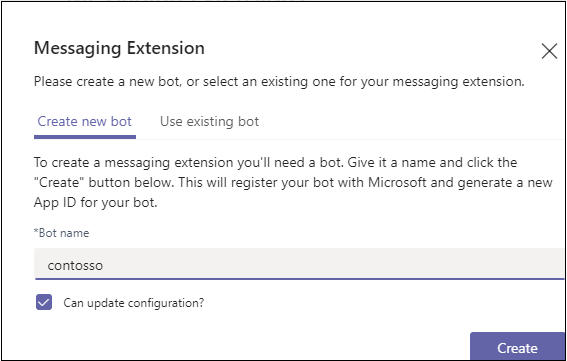 Messaging Extension
Please create a new bot, or select an existing one for your messaging extension.
Create new bot Use existing bot
To create a messaging extension you'll need a bot. Give it a name and click the
"Create" button below. This will register your bot with Microsoft and generate a new
App ID for your bot.
*Bot name
contosso
Can update configuration?
Create